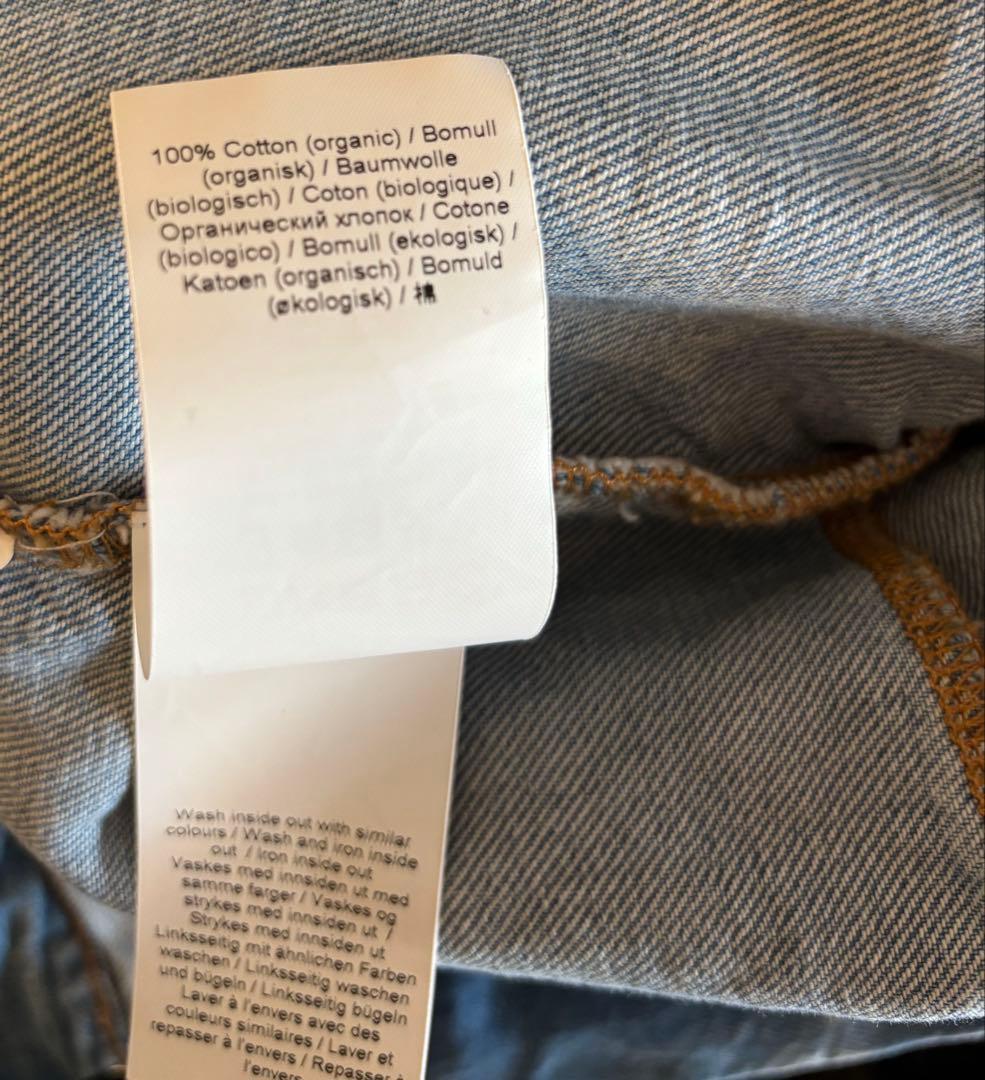 100% Cotton (organic) / Bomull
(organisk) / Baumwolle
(biologisch) / Coton (biologique) /
Органический хлопок / Cotone
(biologico) / Bomull (ekologisk) /
Katoen (organisch) / Bomuld
(økologisk) / 棉
Wash inside out with similar
colours / Wash and iron inside
out / Iron inside out
Vaskes med innsiden ut med
samme farger / Vaskes og
strykes med innsiden ut /
Strykes med innsiden ut
Linksseitig mit ähnlichen Farben
waschen / Linksseitig waschen
und bügeln / Linksseitig bügeln
Laver à l'envers avec des
couleurs similaires / Laver et
repasser à l'envers / Repasser à
l'envers